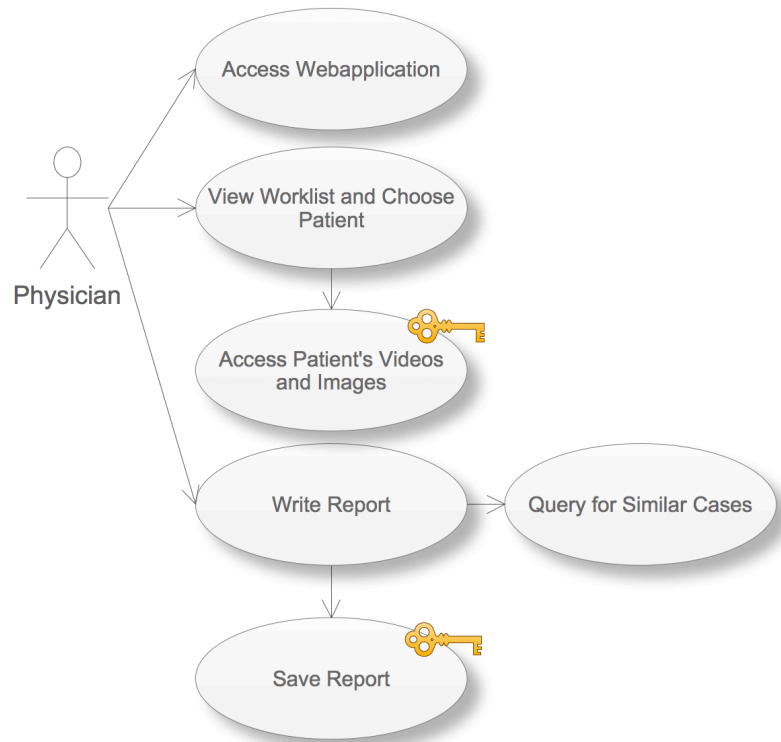 Access Webapplication
View Worklist and Choose
Patient
Physician
Access Patient's Videos
and Images
Write Report
Query for Similar Cases
Save Report